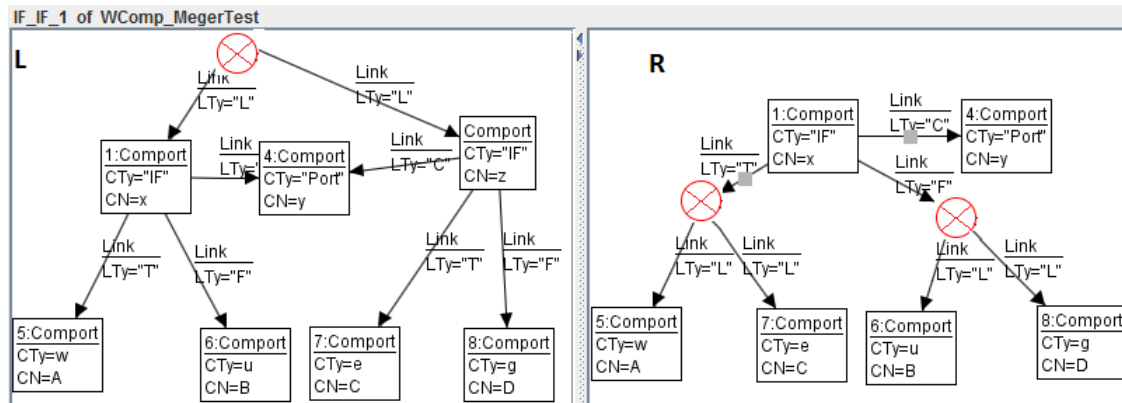 IF_IF_1 of WComp_MegerTest
L
Link
LTy="L"
Link
LTy="L"
1:Comport
CTy="IF"
CN=x
Link
4:Comport
CTy="Port"
CN=y
Link
LTy="C"
Comport
CTy="IF"
CN=z
Link
LTy="T"
Link
LTy="F"
Link
LTy="T"
Link
LTy="F"
5:Comport
CTy=w
CN=A
6:Comport
CTy=u
CN=B
7:Comport
CTy=e
CN=C
8:Comport
CTy=g
CN=D
R
1:Comport
CTy="IF"
CN=x
Link
LTy="C"
4:Comport
CTy="Port"
CN=y
Link
LTy="T"
Link
LTy="F"
Link
LTy="L"
Link
LTy="L"
Link
LTy="L"
Link
LTy="L"
5:Comport
CTy=w
CN=A
7:Comport
CTy=e
CN=C
6:Comport
CTy=u
CN=B
8:Comport
CTy=g
CN=D